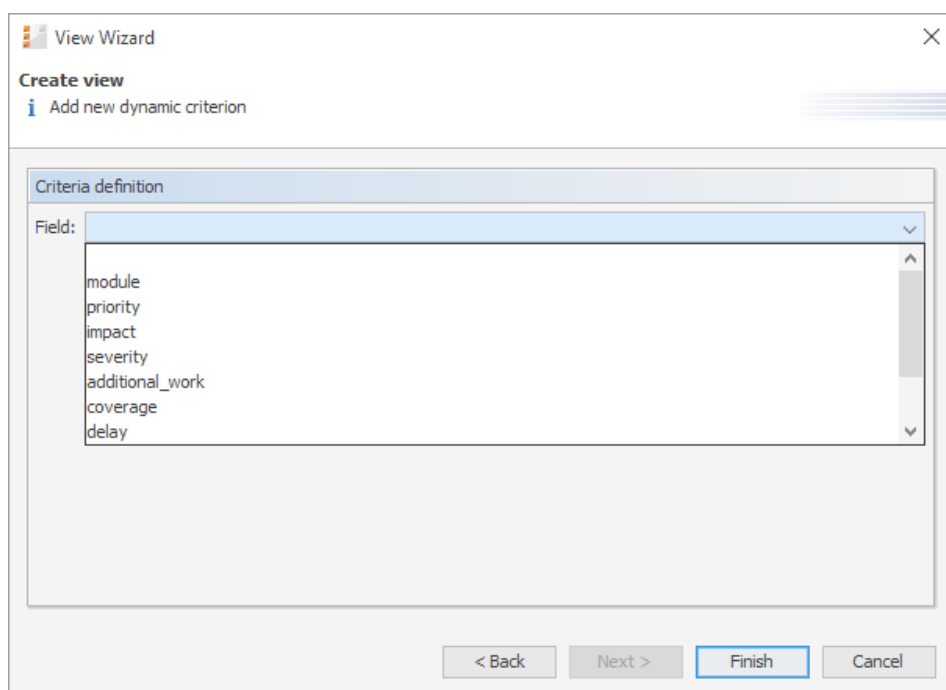 View Wizard
Create view
Add new dynamic criterion
Criteria definition
Field:
module
priority
impact
severity
additional_work
coverage
delay
< Back Next > Finish Cancel